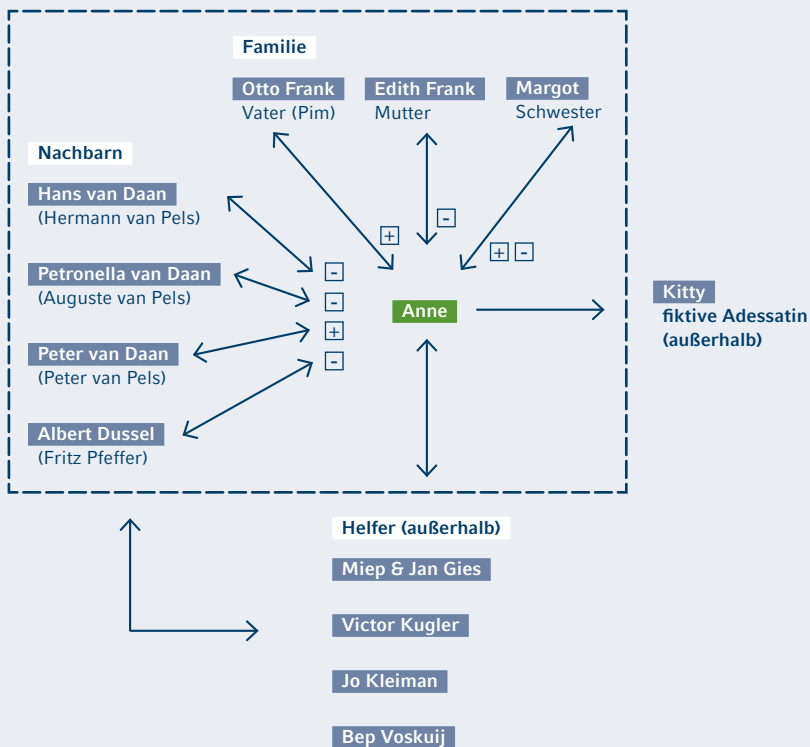 Familie
Otto Frank
Vater (Pim)
Edith Frank
Mutter
Margot
Schwester
Nachbarn
Hans van Daan
(Hermann van Pels)
Petronella van Daan
(Auguste van Pels)
Peter van Daan
(Peter van Pels)
Albert Dussel
(Fritz Pfeffer)
+
-
+ -
-
-
+
-
Anne
Kitty
fiktive Adessatin
(außerhalb)
Helfer (außerhalb)
Miep & Jan Gies
Victor Kugler
Jo Kleiman
Bep Voskuij